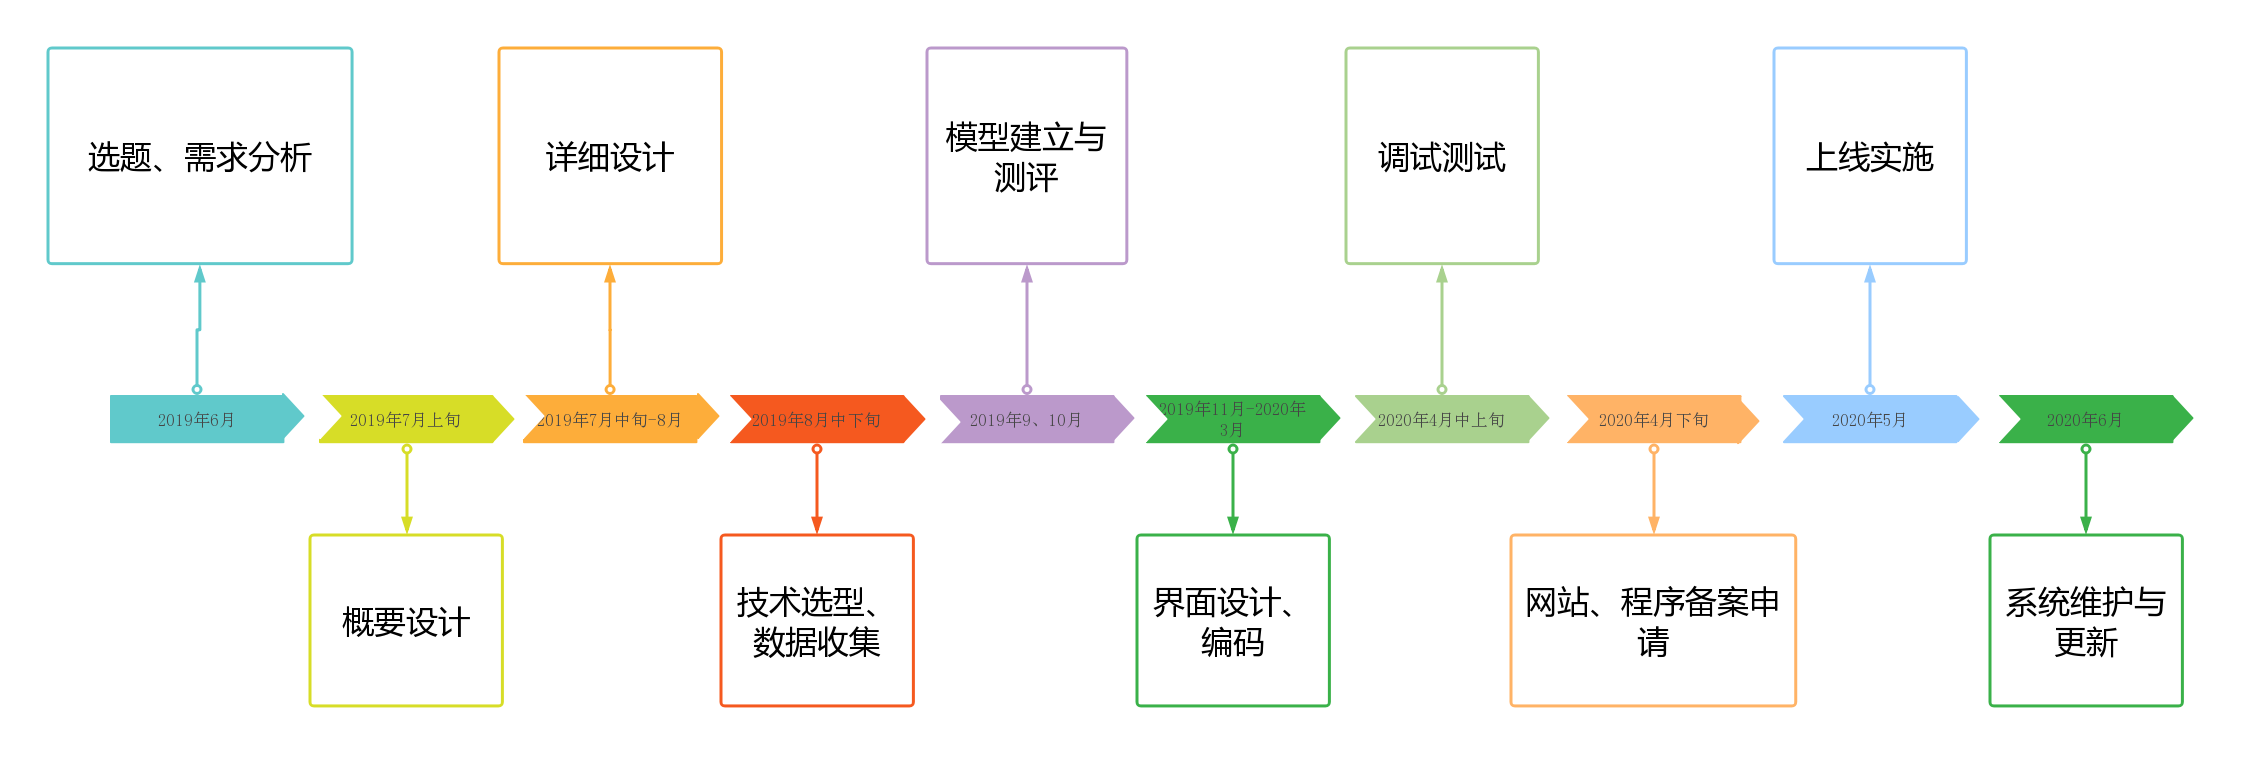 选题、需求分析
详细设计
模型建立与
测评
调试测试
上线实施
2019年6月
2019年7月上旬
2019年7月中旬-8月
2019年8月中下旬
2019年9、10月
2019年11月-2020年
3月
2020年4月中上旬
2020年4月下旬
2020年5月
2020年6月
概要设计
技术选型、
数据收集
界面设计、
编码
网站、程序备案申
请
系统维护与
更新